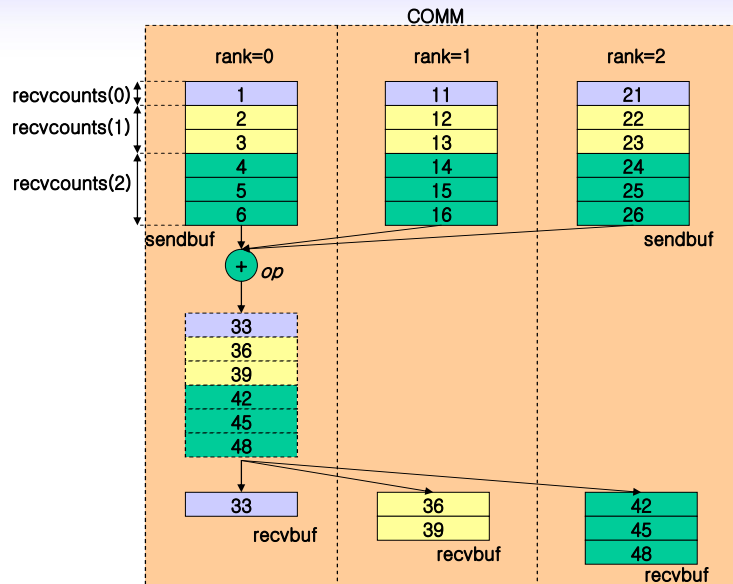 COMM
rank=0
rank=1
rank=2
recvcounts(0)
1
11
21
recvcounts(1)
2
12
22
3
13
23
recvcounts(2)
4
14
24
5
15
25
6
16
26
sendbuf
sendbuf
+
op
33
36
39
42
45
48
33
36
42
recvbuf
39
45
recvbuf
48
recvbuf